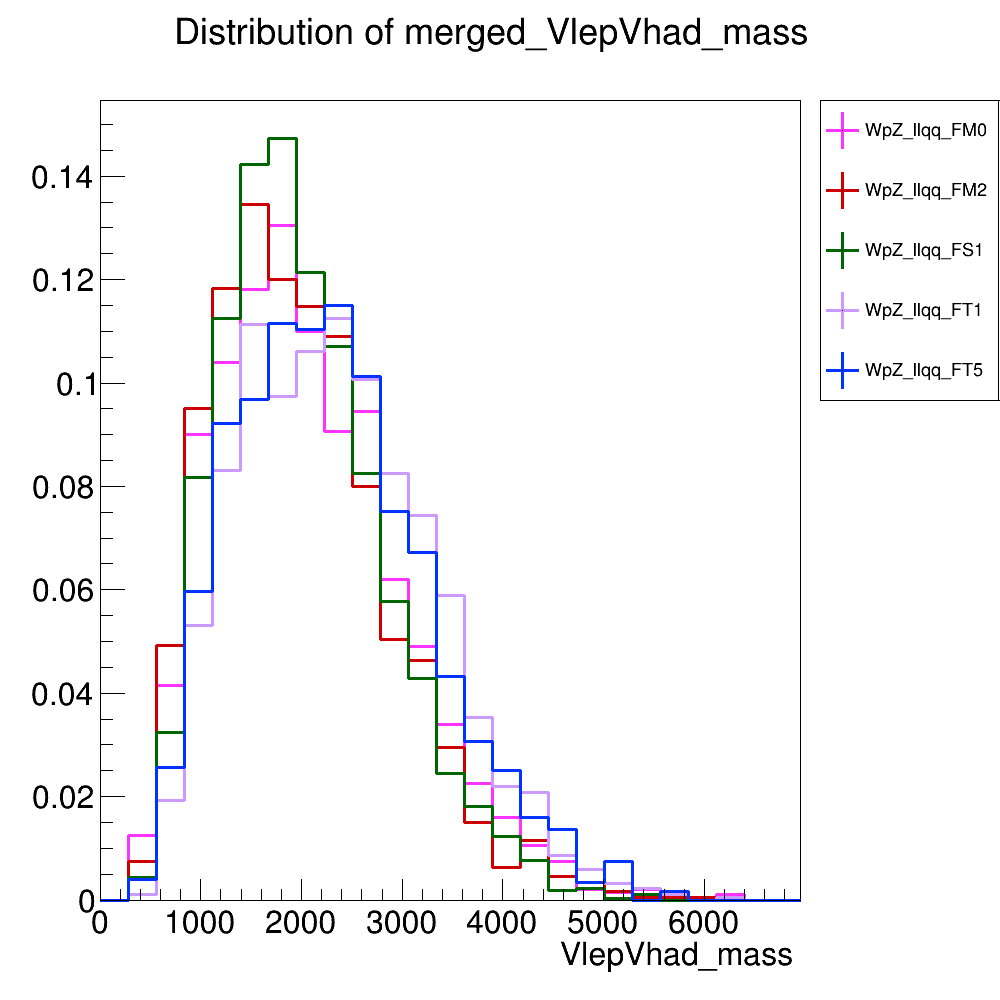 Distribution of merged_VlepVhad_mass
WpZ_llqq_FM0
WpZ_llqq_FM2
WpZ_llqq_FS1
WpZ_llqq_FT1
WpZ_llqq_FT5
0.14
0.12
0.1
0.08
0.06
0.04
0.02
0
0 1000 2000 3000 4000 5000 6000
VlepVhad_mass